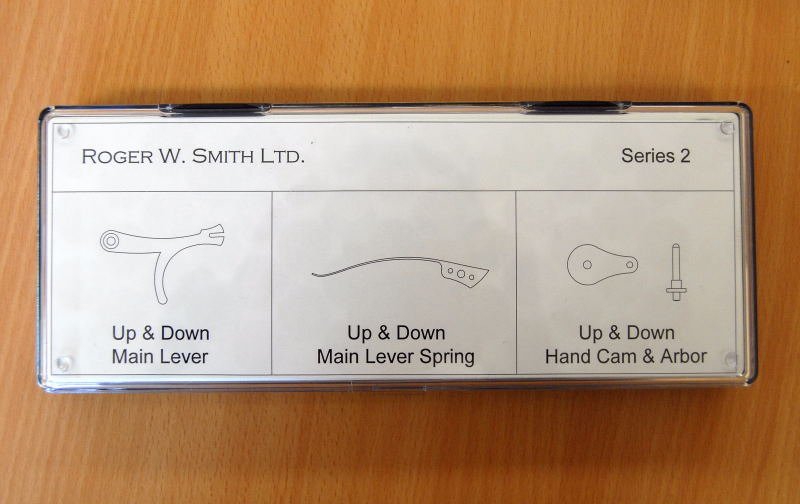 ROGER W. SMITH LTD.
Series 2
Up & Down
Main Lever
Up & Down
Main Lever Spring
Up & Down
Hand Cam & Arbor